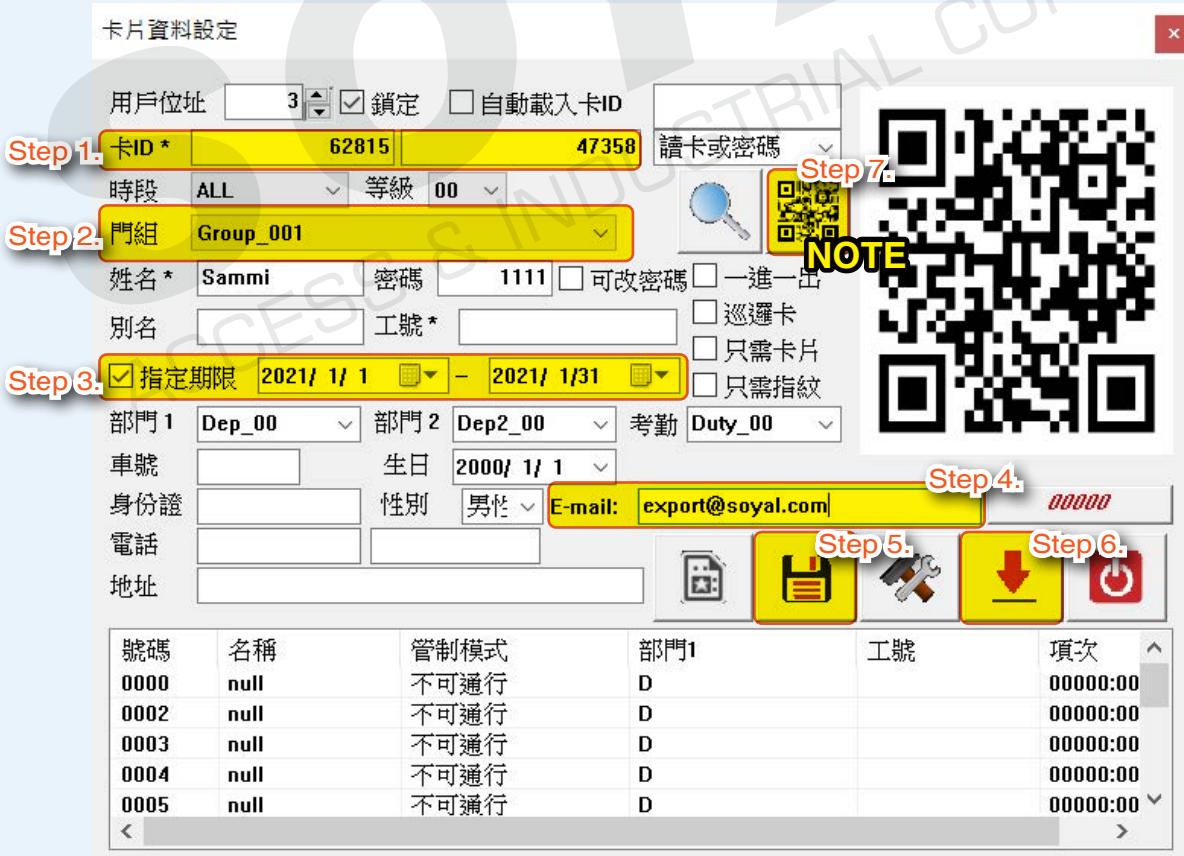 卡片資料設定
用戶位址 3 鎖定 自動載入卡ID
Step 1. 卡ID * 62815 47358 讀卡或密碼
時段 ALL 等級 00 Step 7.
Step 2. 門組 Group_001
NOTE
姓名 * Sammi 密碼 1111 可改密碼 一進一出
別名 工號 * 巡邏卡
只需卡片
Step 3. 指定期限 2021/ 1/ 1 – 2021/ 1/31 只需指紋
部門 1 Dep_00 部門 2 Dep2_00 考勤 Duty_00
車號 生日 2000/ 1/ 1
Step 4.
身份證 性別 男性 E-mail: export@soyal.com 00000
電話 Step 5. Step 6.
地址
號碼 名稱 管制模式 部門1 工號 項次
0000 null 不可通行 D 00000:00
0002 null 不可通行 D 00000:00
0003 null 不可通行 D 00000:00
0004 null 不可通行 D 00000:00
0005 null 不可通行 D 00000:00
ACCESS & INDUSTRIAL